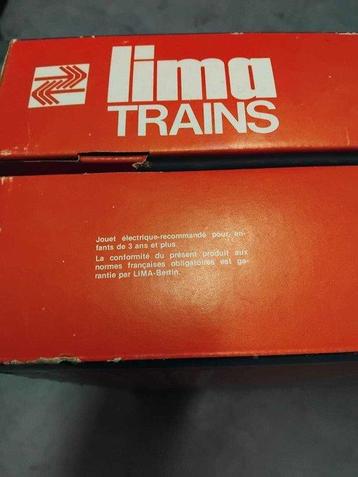 lima
TRAINS
Jouet électrique-recommandé pour en-
fants de 3 ans et plus.
La conformité du présent produit aux
normes françaises obligatoires est ga-
rantie par LIMA-Bertin.